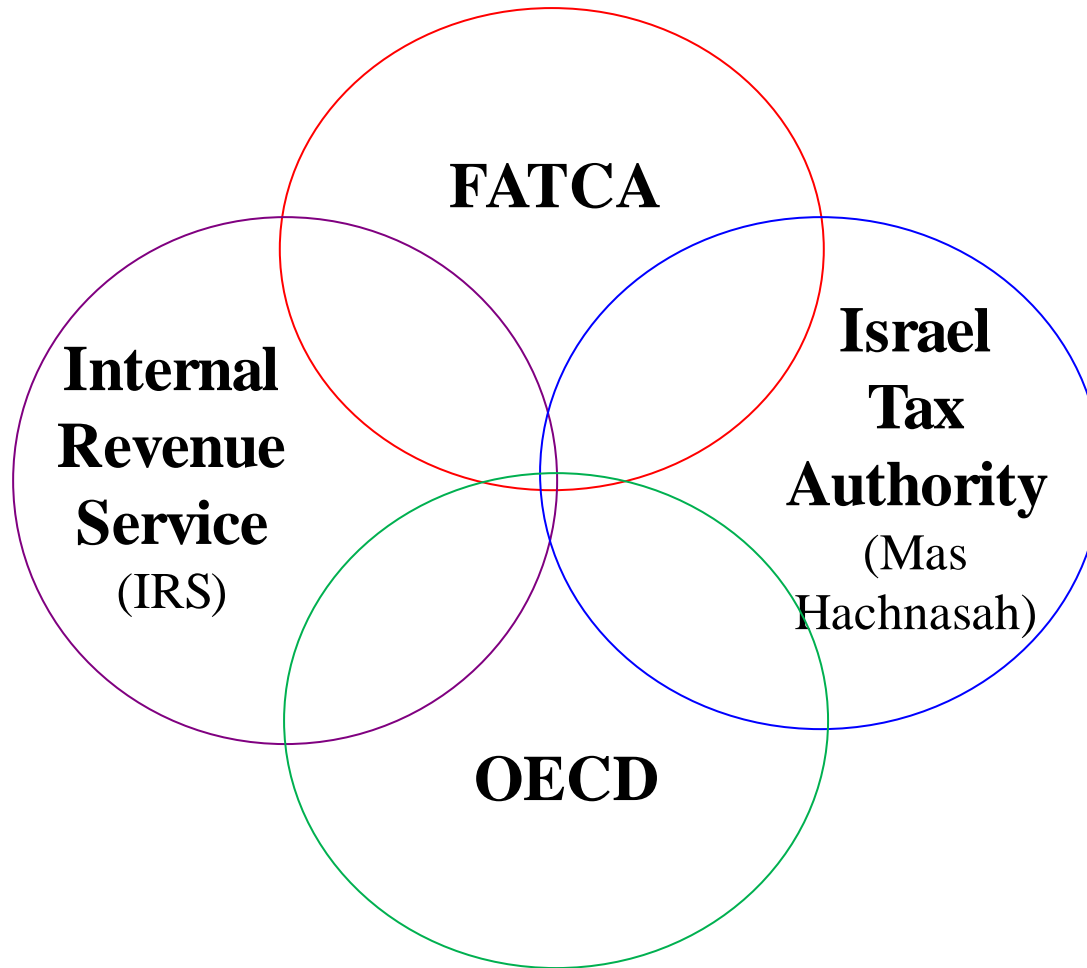 FATCA
Internal
Revenue
Service
(IRS)
Israel
Tax
Authority
(Mas
Hachnasah)
OECD